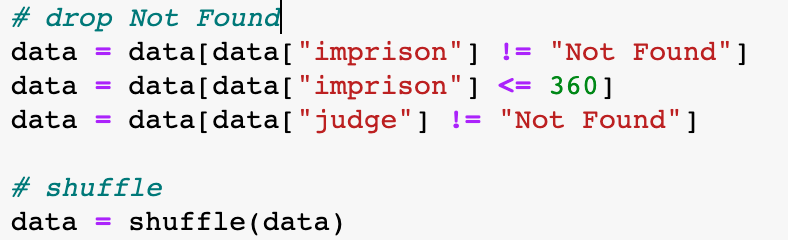 # drop Not Found
data = data[data["imprison"] != "Not Found"]
data = data[data["imprison"] <= 360]
data = data[data["judge"] != "Not Found"]
# shuffle
data = shuffle(data)